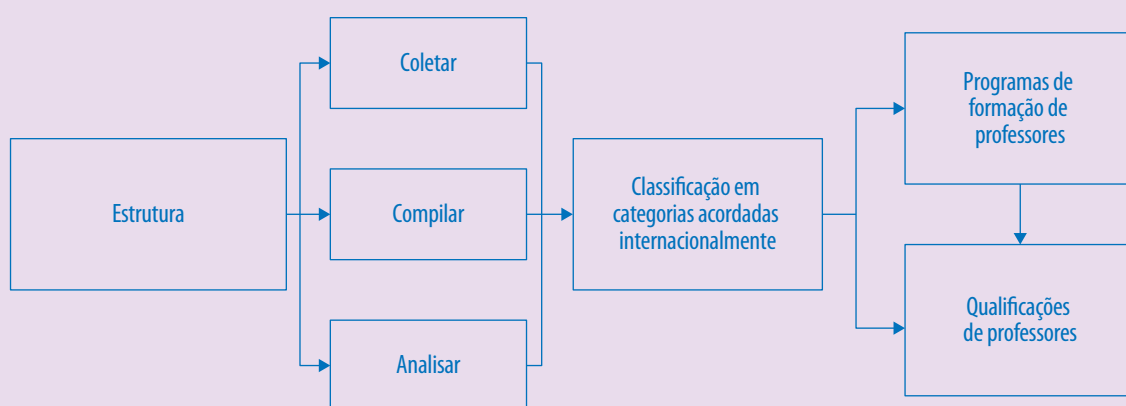 Estrutura
Coletar
Compilar
Analisar
Classificação em
categorias acordadas
internacionalmente
Programas de
formação de
professores
Qualificações
de professores